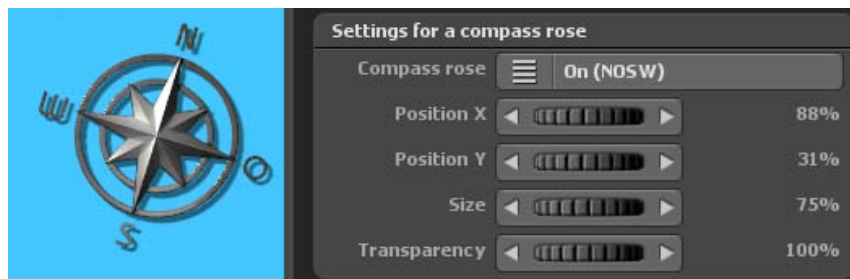 N
W
O
S
Settings for a compass rose
Compass rose On (NOSW)
Position X 88%
Position Y 31%
Size 75%
Transparency 100%